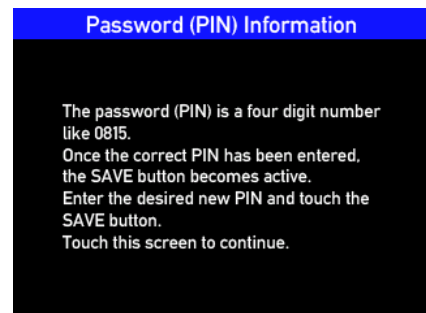 Password (PIN) Information
The password (PIN) is a four digit number
like 0815.
Once the correct PIN has been entered,
the SAVE button becomes active.
Enter the desired new PIN and touch the
SAVE button.
Touch this screen to continue.